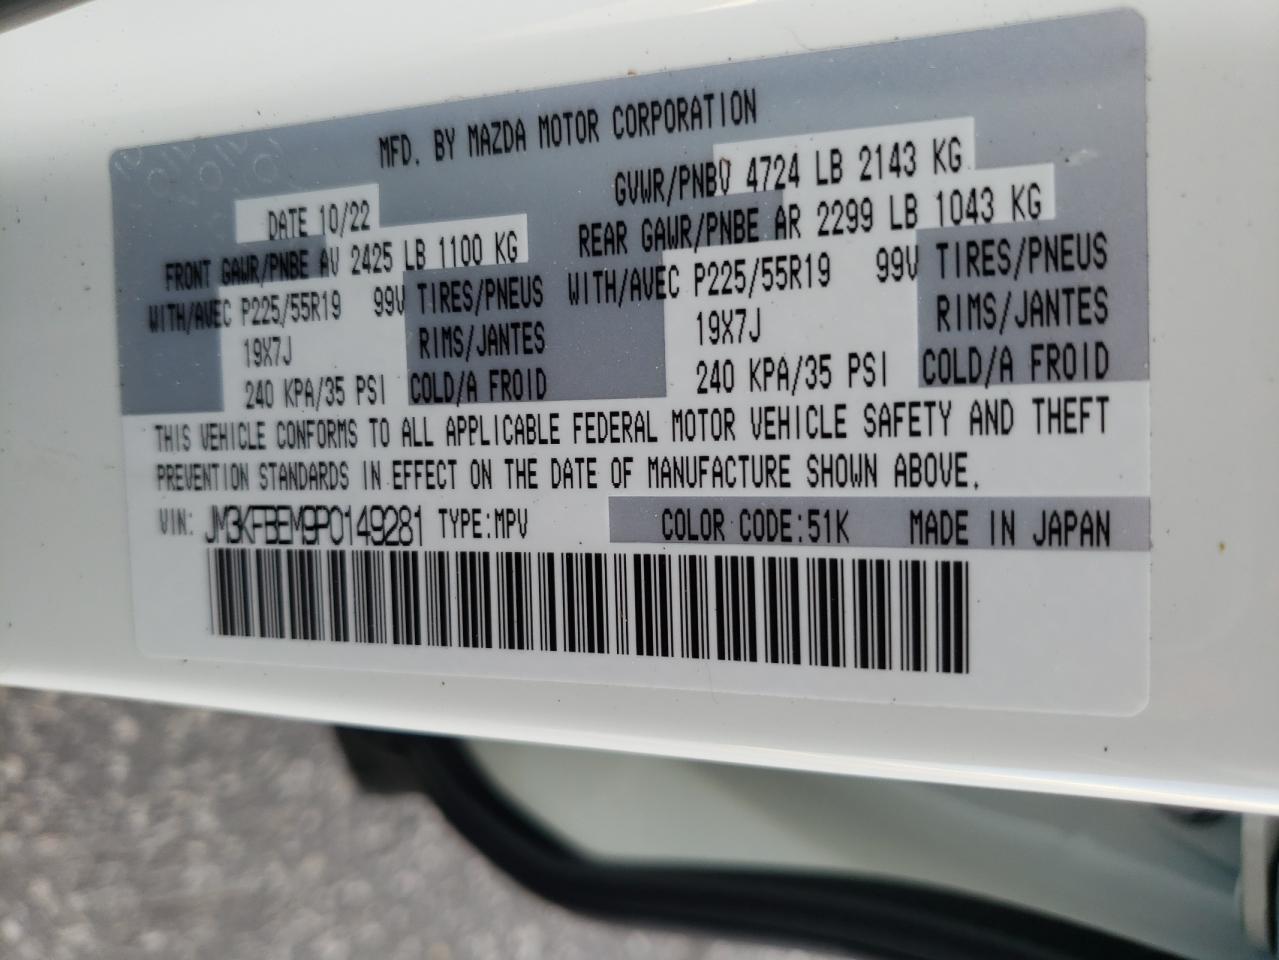 MFD. BY MAZDA MOTOR CORPORATION
DATE 10/22 GVWR/PNBV 4724 LB 2143 KG
FRONT GAWR/PNBE AV 2425 LB 1100 KG REAR GAWR/PNBE AR 2299 LB 1043 KG
WITH/AVEC P225/55R19 99V TIRES/PNEUS WITH/AVEC P225/55R19 99V TIRES/PNEUS
19X7J RIMS/JANTES 19X7J RIMS/JANTES
240 KPA/35 PSI COLD/A FROID 240 KPA/35 PSI COLD/A FROID
THIS VEHICLE CONFORMS TO ALL APPLICABLE FEDERAL MOTOR VEHICLE SAFETY AND THEFT
PREVENTION STANDARDS IN EFFECT ON THE DATE OF MANUFACTURE SHOWN ABOVE.
VIN: JM3KFBEM9P0149281 TYPE:MPV COLOR CODE:51K MADE IN JAPAN